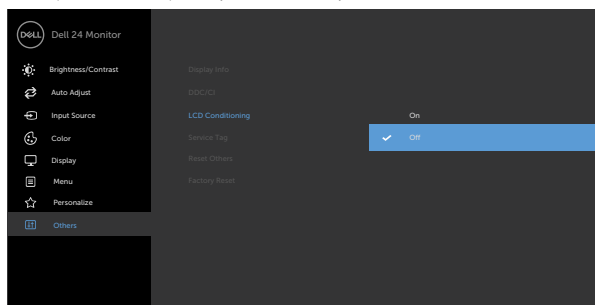 DELL Dell 24 Monitor
Brightness/Contrast
Auto Adjust
Input Source
Color
Display
Menu
Personalize
Others
Display Info
DDC/CI
LCD Conditioning
Service Tag
Reset Others
Factory Reset
On
Off